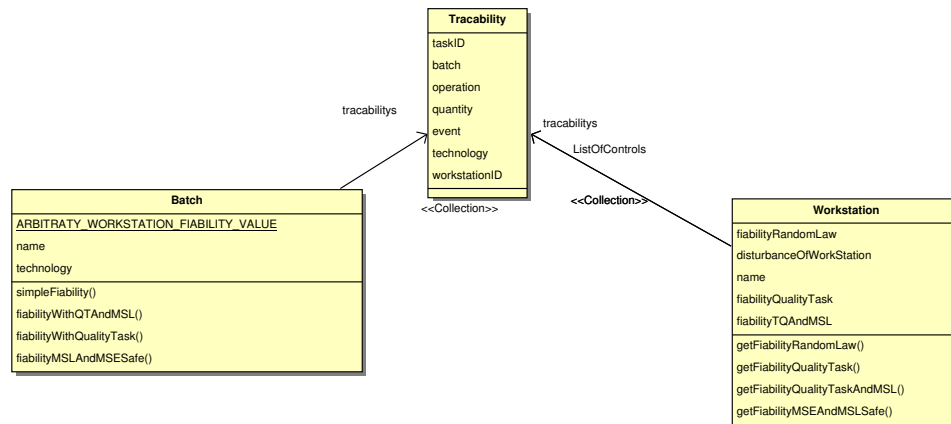 Tracability
taskID
batch
operation
quantity
event
technology
workstationID
tracabilitys
tracabilitys
ListOfControls
<<Collection>>
<<Collection>>
Batch
ARBITRATY_WORKSTATION_FIABILITY_VALUE
name
technology
simpleFiability()
fiabilityWithQTAndMSL()
fiabilityWithQualityTask()
fiabilityMSLAndMSESafe()
Workstation
fiabilityRandomLaw
disturbanceOfWorkStation
name
fiabilityQualityTask
fiabilityTQAndMSL
getFiabilityRandomLaw()
getFiabilityQualityTask()
getFiabilityQualityTaskAndMSL()
getFiabilityMSEAndMSLSafe()